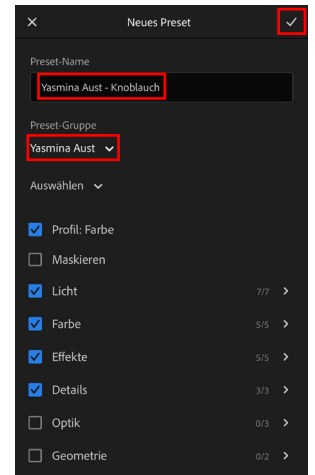 Neues Preset
Preset-Name
Yasmina Aust - Knoblauch
Preset-Gruppe
Yasmina Aust
Auswählen
Profil: Farbe
Maskieren
Licht 7/7
Farbe 5/5
Effekte 5/5
Details 3/3
Optik 0/3
Geometrie 0/2